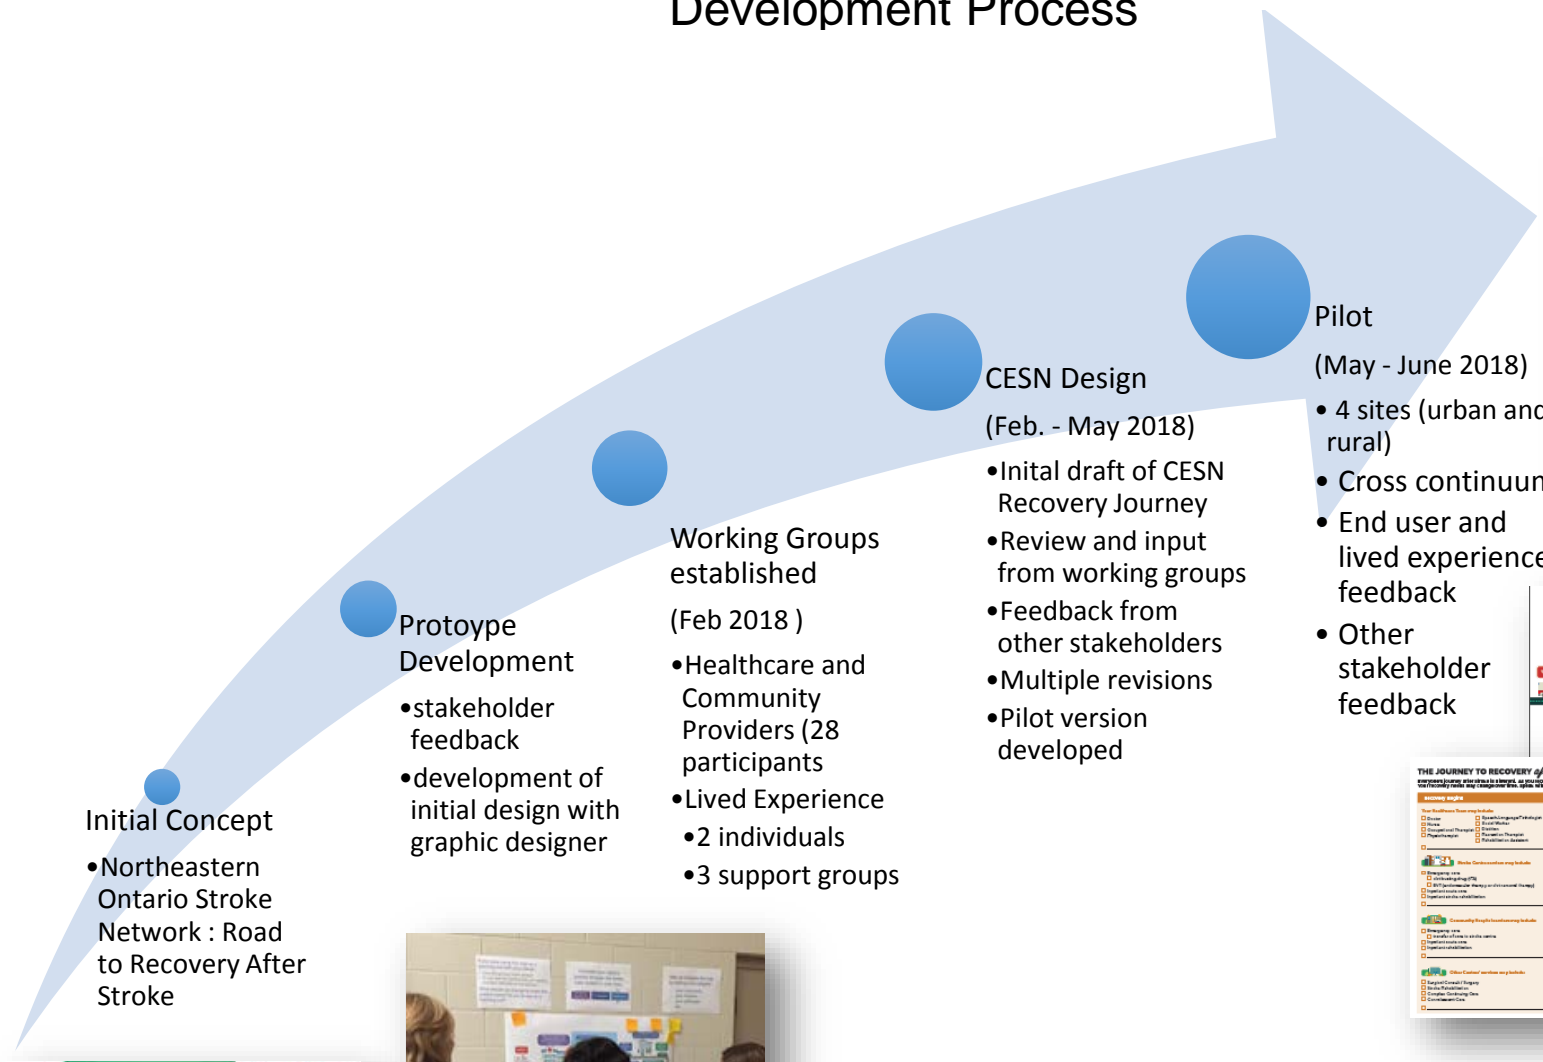 Development Process
Initial Concept
•Northeastern
Ontario Stroke
Network : Road
to Recovery After
Stroke
Protoype
Development
•stakeholder
feedback
•development of
initial design with
graphic designer
Working Groups
established
(Feb 2018 )
•Healthcare and
Community
Providers (28
participants
•Lived Experience
•2 individuals
•3 support groups
CESN Design
(Feb. - May 2018)
•Inital draft of CESN
Recovery Journey
•Review and input
from working groups
•Feedback from
other stakeholders
•Multiple revisions
•Pilot version
developed
Pilot
(May - June 2018)
• 4 sites (urban and
rural)
• Cross continuum
• End user and
lived experience
feedback
• Other
stakeholder
feedback
THE JOURNEY TO RECOVERY